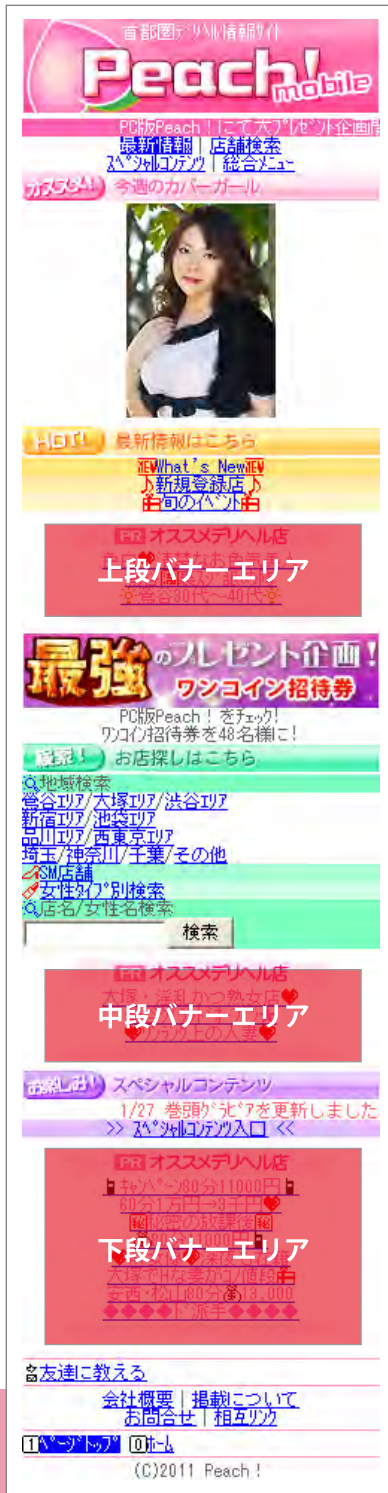 首都圏デリヘル情報サイト
Peach!
mobile
PC版Peach！にて大プレゼント企画開
最新情報｜店舗検索
スペシャルコンテンツ｜総合メニュー
オススメ! 今週のカバーガール
HOT! 最新情報はこちら
NEWWhat's NewNEW
♪新規登録店♪
旬のイベント
PR オススメデリヘル店
上段バナーエリア
☀鶯谷30代～40代☀
最強のプレゼント企画!
ワンコイン招待券
PC版Peach！をチェック!
ワンコイン招待券を48名様に!
検索! お店探しはこちら
地域検索
鶯谷エリア/大塚エリア/渋谷エリア
新宿エリア/池袋エリア
品川エリア/西東京エリア
埼玉/神奈川/千葉/その他
SM店舗
女性タイプ別検索
店名/女性名検索
検索
PR オススメデリヘル店
大塚・淫乱かつ熟女店
中段バナーエリア
ワンランク上の人妻
お楽しみ! スペシャルコンテンツ
1/27 巻頭グラビアを更新しました
>> スペシャルコンテンツ入口 <<
PR オススメデリヘル店
キャンペーン80分11000円
60分1万円→3千円
秘秘密の放課後秘
下段バナーエリア
安西・松山80分13,000
◆◆◆◆ド派手◆◆◆◆
友達に教える
会社概要｜掲載について
お問合せ｜相互リンク
1ページトップ 0ホーム
(C)2011 Peach！